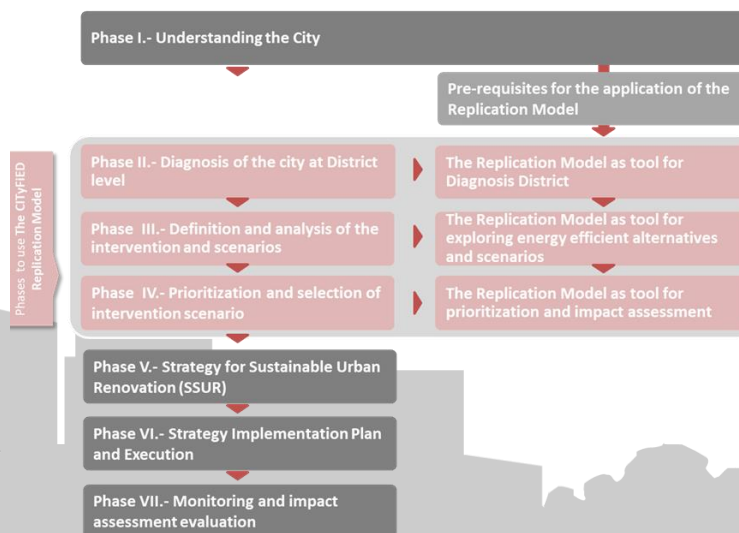 Phase I.- Understanding the City
Pre-requisites for the application of the
Replication Model
Phases to use The CITyFIED
Replication Model
Phase II.- Diagnosis of the city at District
level
The Replication Model as tool for
Diagnosis District
Phase  III.- Definition and analysis of the
intervention and scenarios
The Replication Model as tool for
exploring energy efficient alternatives
and scenarios
Phase  IV.- Prioritization and selection of
intervention scenario
The Replication Model as tool for
prioritization and impact assessment
Phase V.- Strategy for Sustainable Urban
Renovation (SSUR)
Phase VI.- Strategy Implementation Plan
and Execution
Phase VII.- Monitoring and impact
assessment evaluation